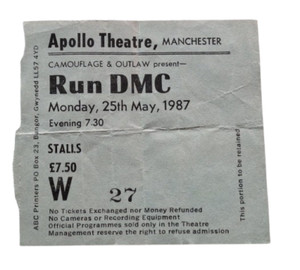 Apollo Theatre, MANCHESTER
CAMOUFLAGE & OUTLAW present—
Run DMC
Monday, 25th May, 1987
Evening 7.30
STALLS
£7.50
W 27
No Tickets Exchanged nor Money Refunded
No Cameras or Recording Equipment
Official Programmes sold only in the Theatre
Management reserve the right to refuse admission
ABC Printers PO Box 23, Bangor, Gwynedd LL57 4YD
This portion to be retained